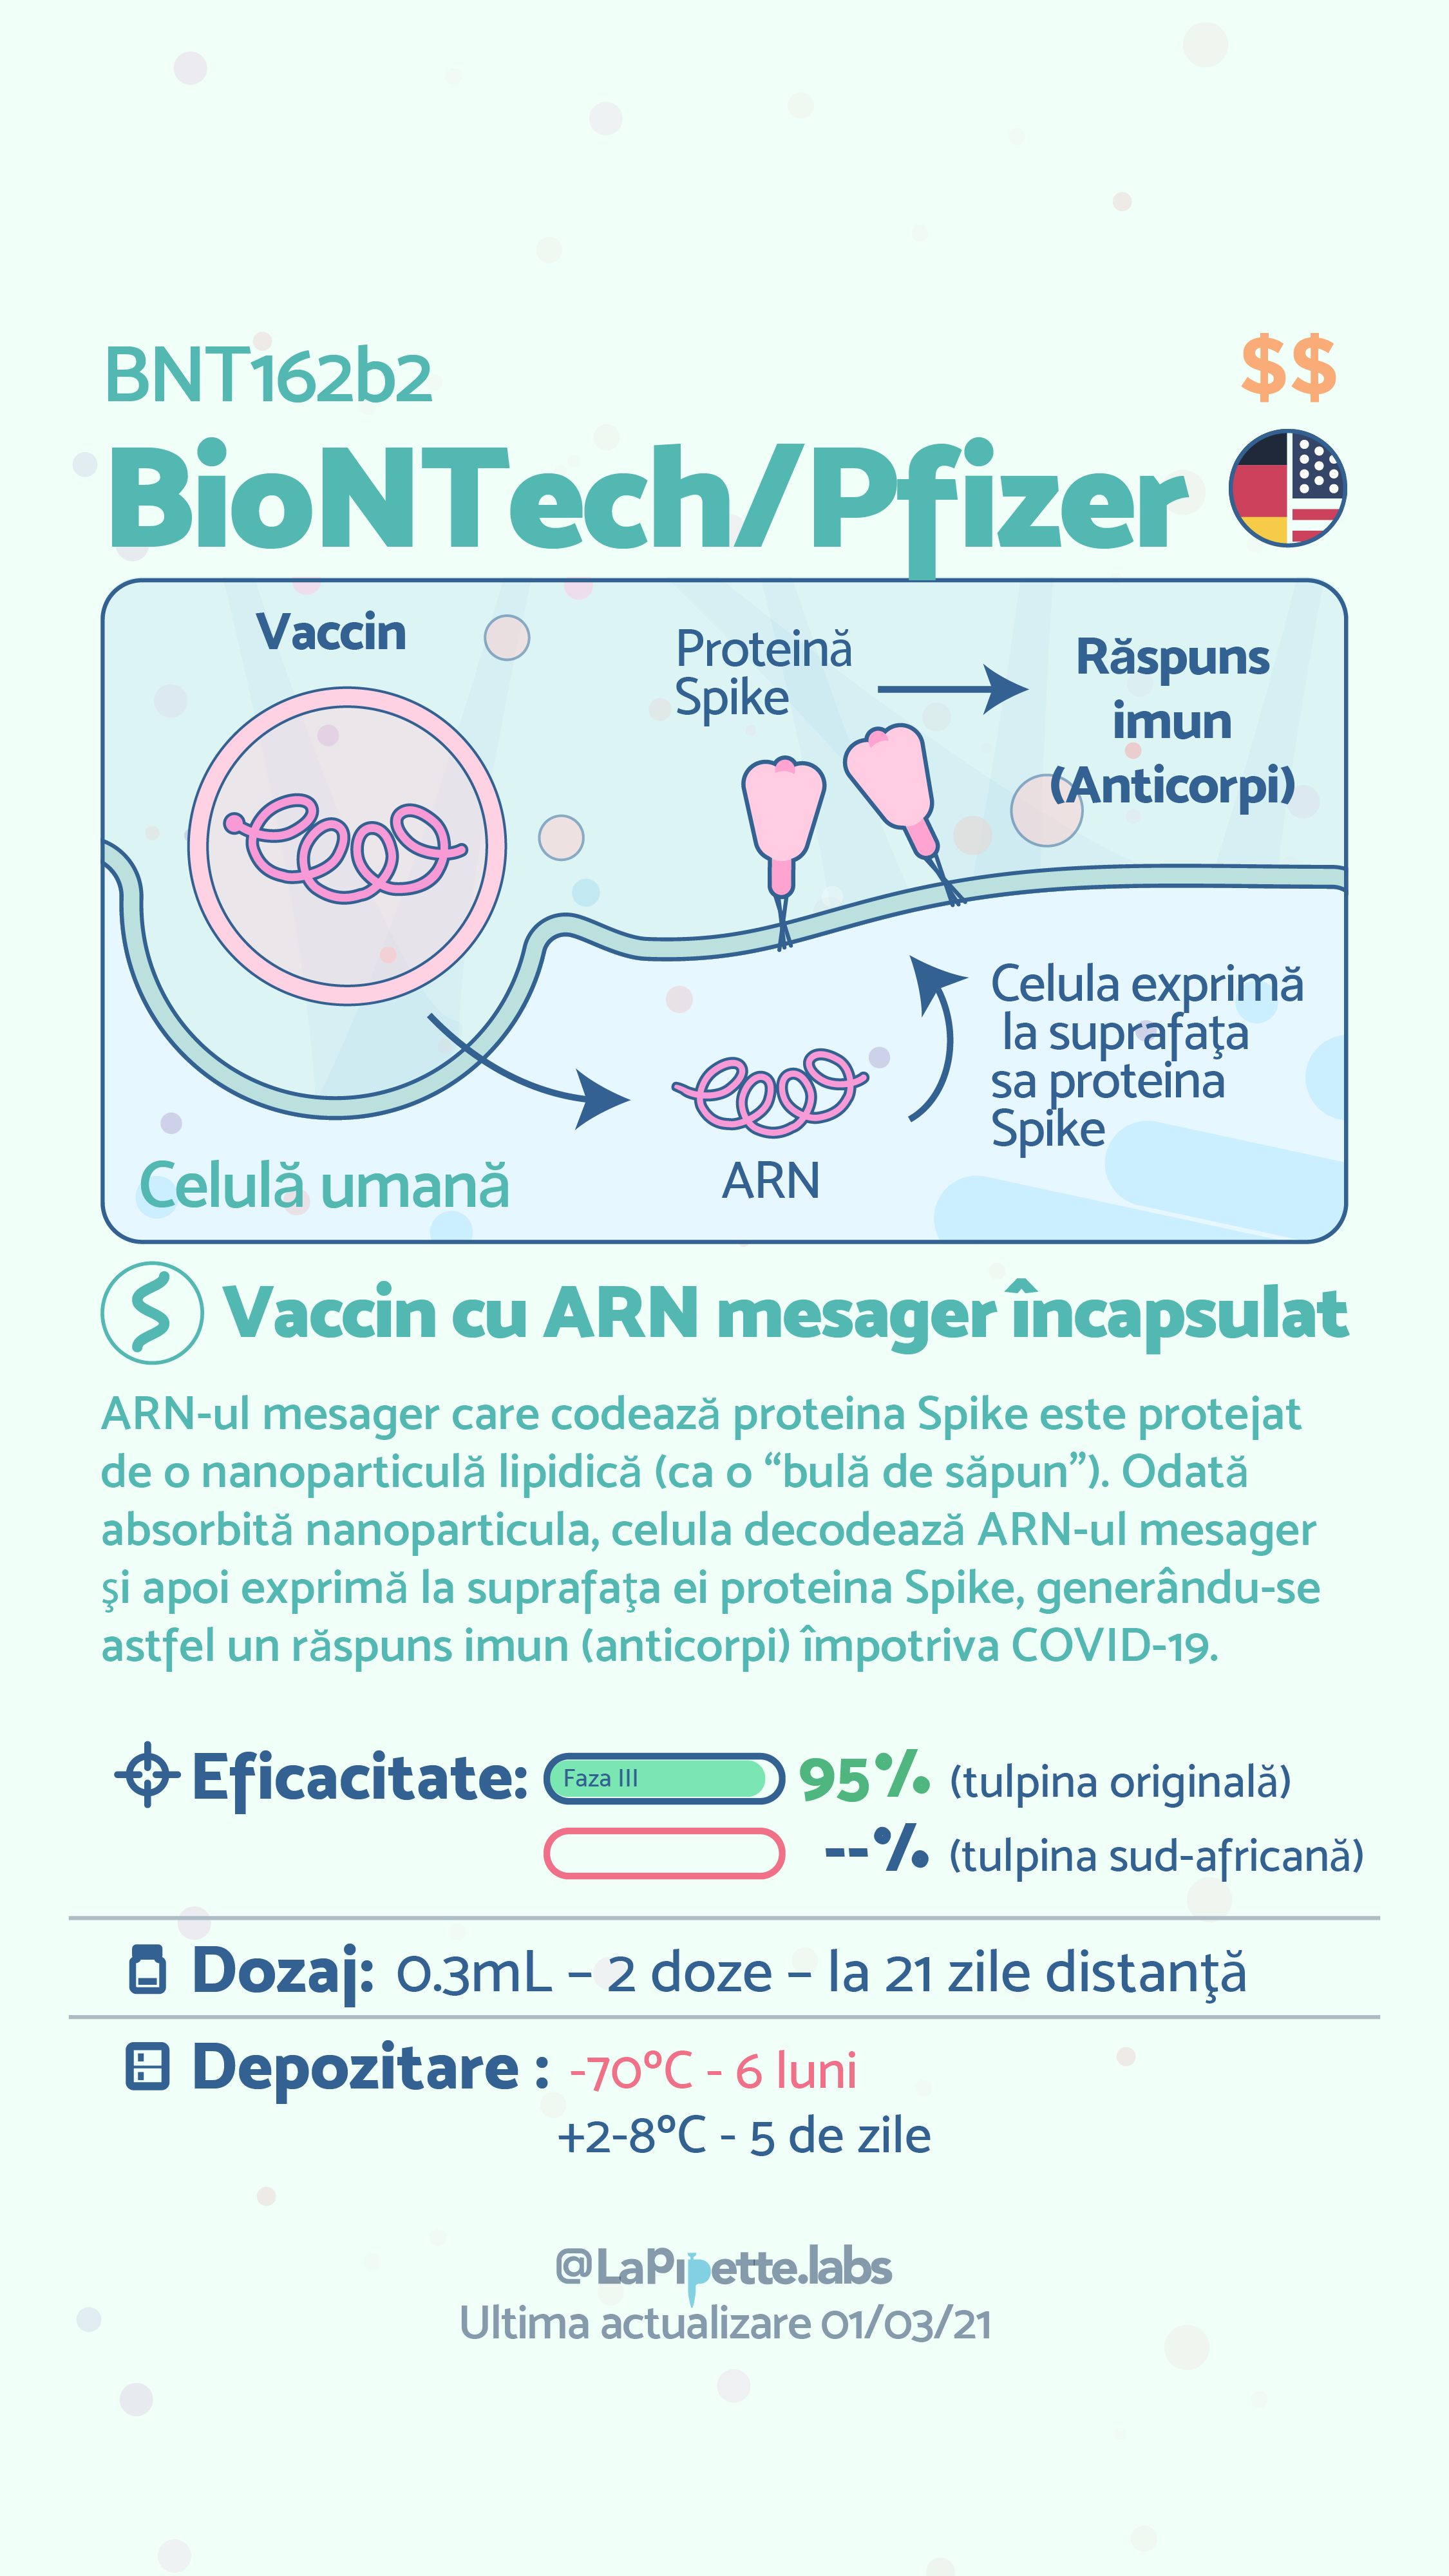 BNT162b2
$$
BioNTech/Pfizer
Vaccin
Proteină
Spike
Răspuns
imun
(Anticorpi)
Celula exprimă
la suprafaţa
sa proteina
Spike
Celulă umană
ARN
Vaccin cu ARN mesager încapsulat
ARN-ul mesager care codează proteina Spike este protejat
de o nanoparticulă lipidică (ca o “bulă de săpun”). Odată
absorbită nanoparticula, celula decodează ARN-ul mesager
şi apoi exprimă la suprafaţa ei proteina Spike, generându-se
astfel un răspuns imun (anticorpi) împotriva COVID-19.
Eficacitate: Faza III 95% (tulpina originală)
--% (tulpina sud-africană)
Dozaj: 0.3mL – 2 doze – la 21 zile distanţă
Depozitare : -70°C - 6 luni
+2-8°C - 5 de zile
@LaPipette.labs
Ultima actualizare 01/03/21